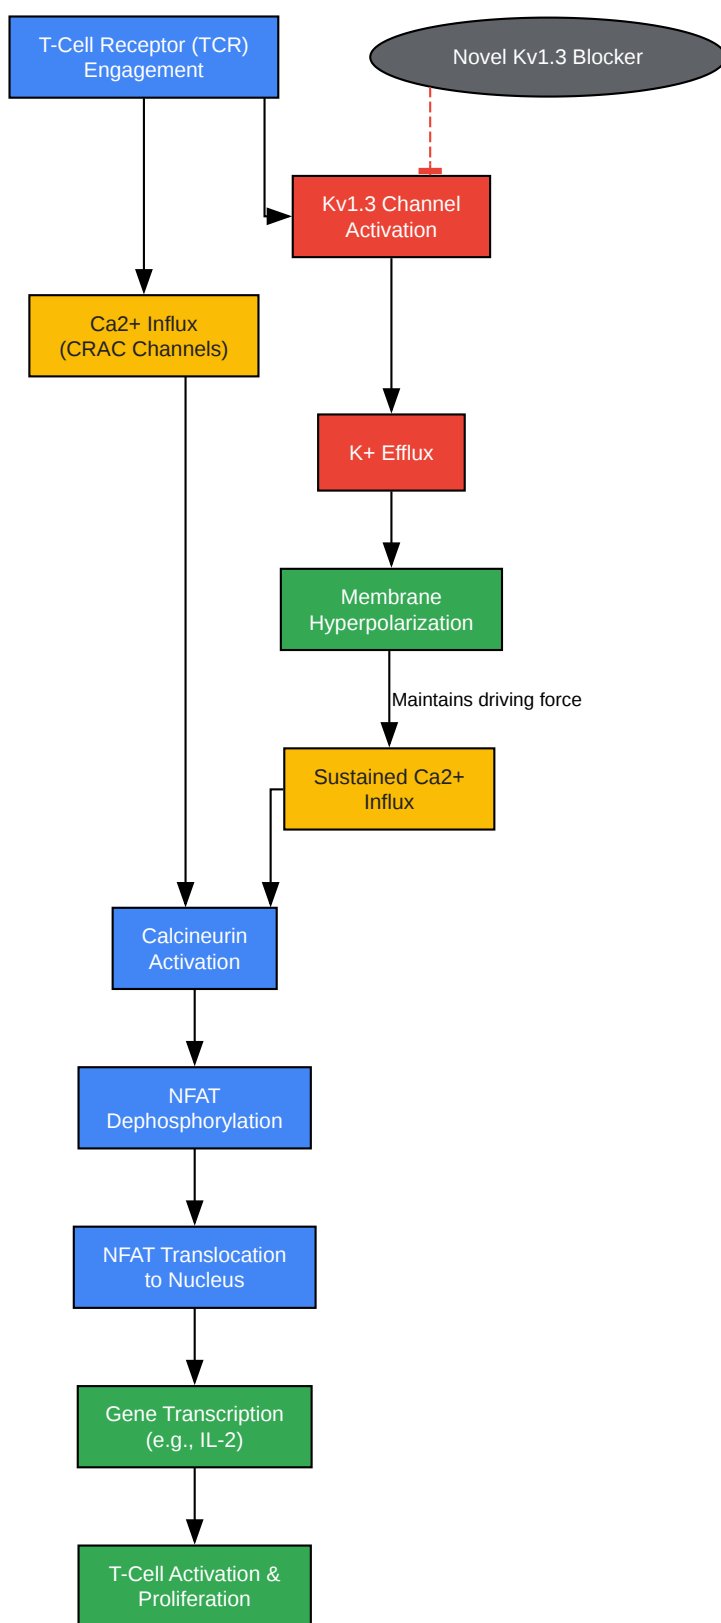 T-Cell Receptor (TCR)
Engagement
Novel Kv1.3 Blocker
Kv1.3 Channel
Activation
Ca2+ Influx
(CRAC Channels)
K+ Efflux
Membrane
Hyperpolarization
Maintains driving force
Sustained Ca2+
Influx
Calcineurin
Activation
NFAT
Dephosphorylation
NFAT Translocation
to Nucleus
Gene Transcription
(e.g., IL-2)
T-Cell Activation &
Proliferation